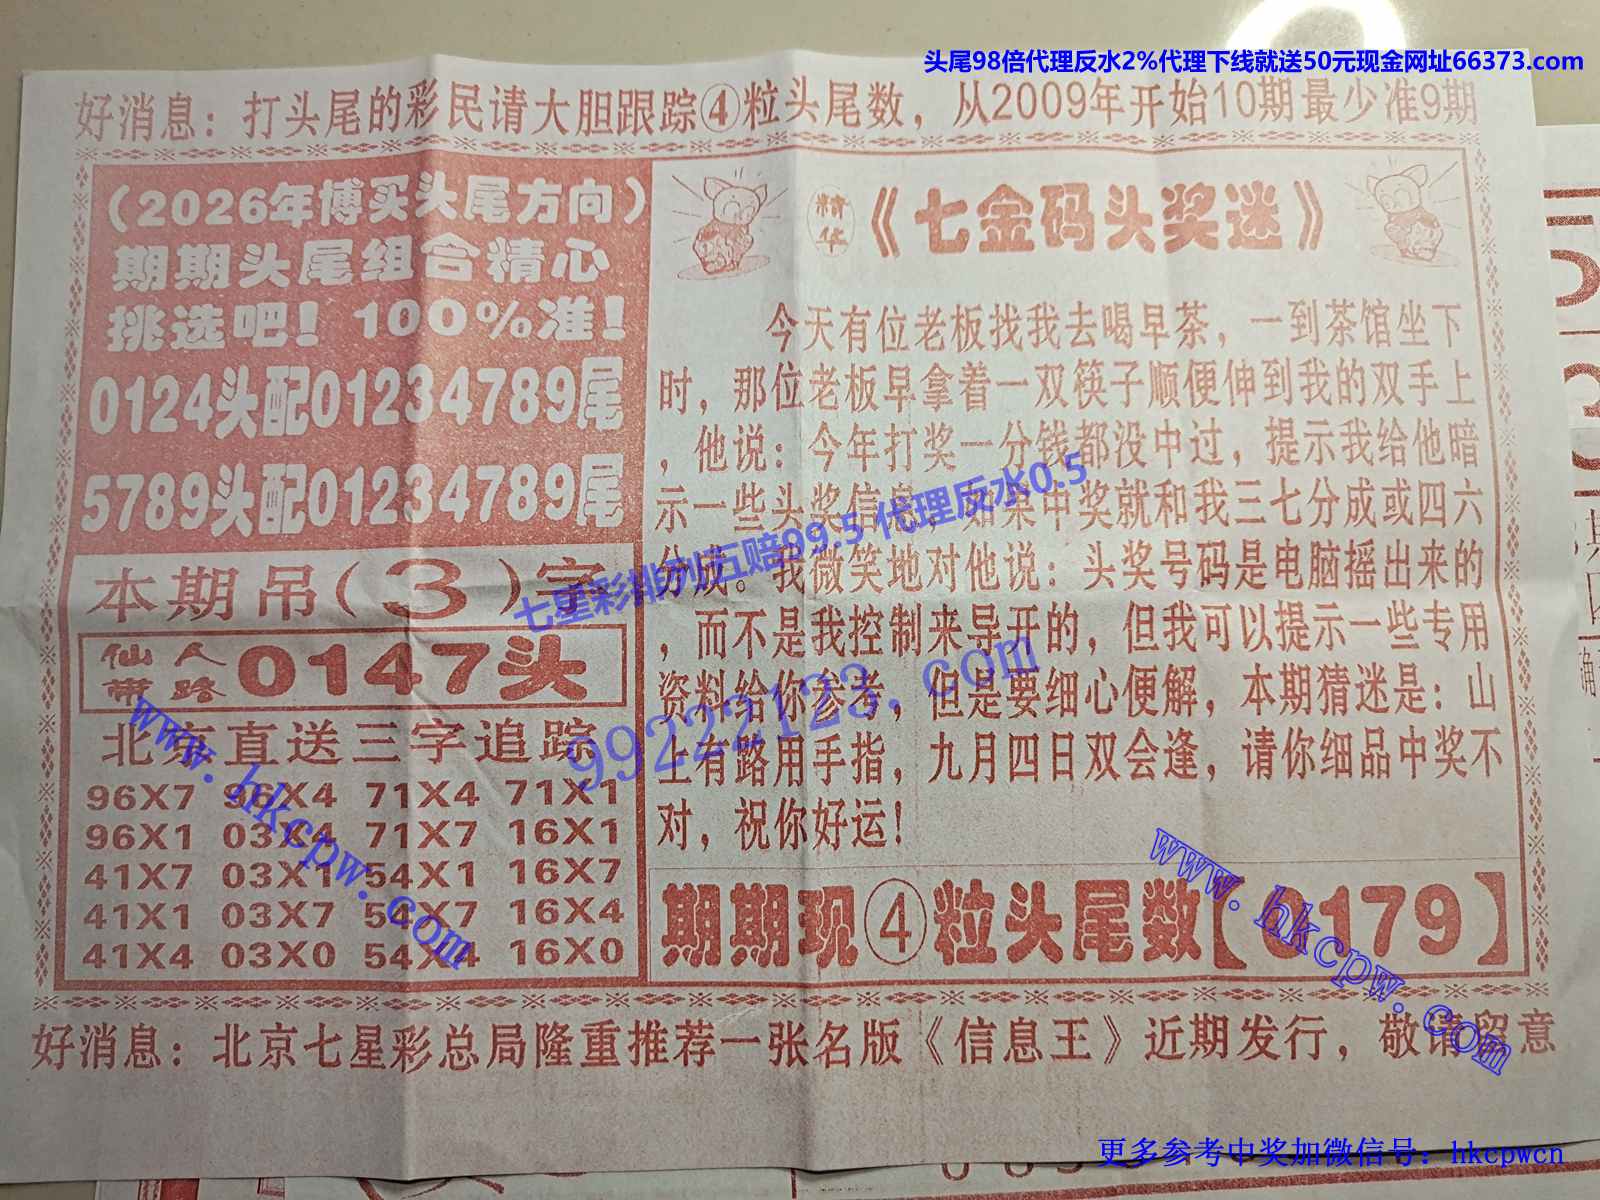 头尾98倍代理反水2%代理下线就送50元现金网址66373.com
好消息：打头尾的彩民请大胆跟踪④粒头尾数，从2009年开始10期最少准9期
（2026年博买头尾方向）
期期头尾组合精心
挑选吧！100%准！
0124头配01234789尾
5789头配01234789尾
本期吊（3）字
仙人
带路
0147头
北京直送三字追踪
96X7 96X4 71X4 71X1
96X1 03X4 71X7 16X1
41X7 03X1 54X1 16X7
41X1 03X7 54X7 16X4
41X4 03X0 54X4 16X0
精华
《七金码头奖迷》
今天有位老板找我去喝早茶，一到茶馆坐下
时，那位老板早拿着一双筷子顺便伸到我的双手上
，他说：今年打奖一分钱都没中过，提示我给他暗
示一些头奖信息，如果中奖就和我三七分成或四六
分成。我微笑地对他说：头奖号码是电脑摇出来的
，而不是我控制来导开的，但我可以提示一些专用
资料给你参考，但是要细心便解，本期猜迷是：山
上有路用手指，九月四日双会逢，请你细品中奖不
对，祝你好运！
期期现④粒头尾数【0179】
好消息：北京七星彩总局隆重推荐一张名版《信息王》近期发行，敬请留意
七星彩排列五赔99.5 代理反水0.5
99222123.com
www.hkcpw.com
www.hkcpw.com
更多参考中奖加微信号：hkcpwcn